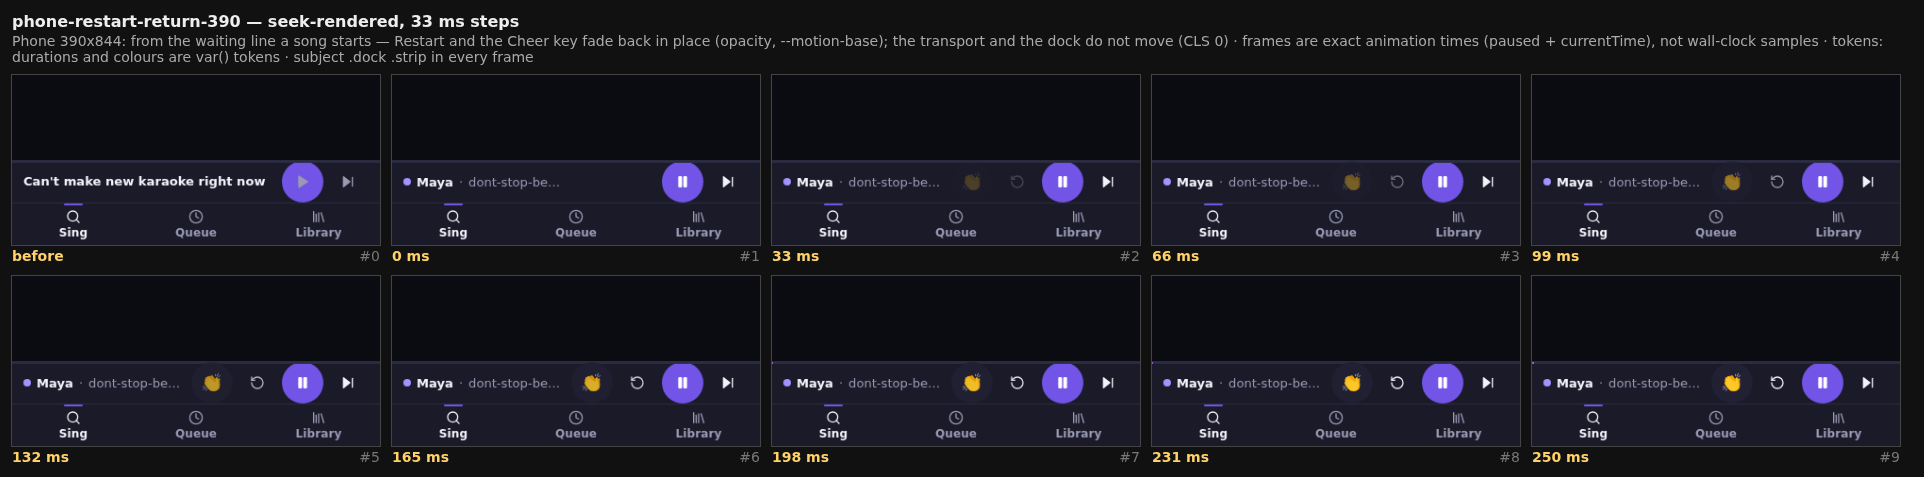 phone-restart-return-390 — seek-rendered, 33 ms steps
Phone 390x844: from the waiting line a song starts — Restart and the Cheer key fade back in place (opacity, --motion-base); the transport and the dock do not move (CLS 0) · frames are exact animation times (paused + currentTime), not wall-clock samples · tokens:
durations and colours are var() tokens · subject .dock .strip in every frame
Can't make new karaoke right now
Sing Queue Library
before #0
Maya · dont-stop-be...
Sing Queue Library
0 ms #1
Maya · dont-stop-be...
Sing Queue Library
33 ms #2
Maya · dont-stop-be...
Sing Queue Library
66 ms #3
Maya · dont-stop-be...
Sing Queue Library
99 ms #4
Maya · dont-stop-be...
Sing Queue Library
132 ms #5
Maya · dont-stop-be...
Sing Queue Library
165 ms #6
Maya · dont-stop-be...
Sing Queue Library
198 ms #7
Maya · dont-stop-be...
Sing Queue Library
231 ms #8
Maya · dont-stop-be...
Sing Queue Library
250 ms #9